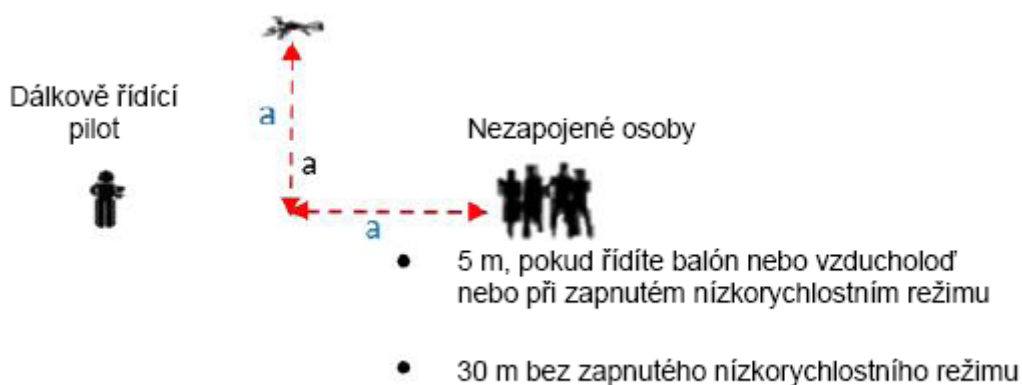 Dálkově řídící
pilot
a
a
Nezapojené osoby
a
● 5 m, pokud řídíte balón nebo vzducholoď
nebo při zapnutém nízkorychlostním režimu
● 30 m bez zapnutého nízkorychlostního režimu